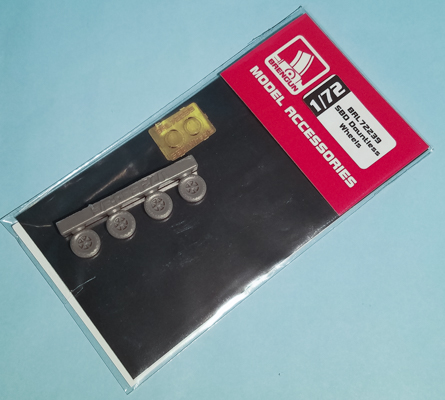 BRENGUN
MODEL ACCESSORIES
1/72
BRL72239
SBD Dauntless
Wheels